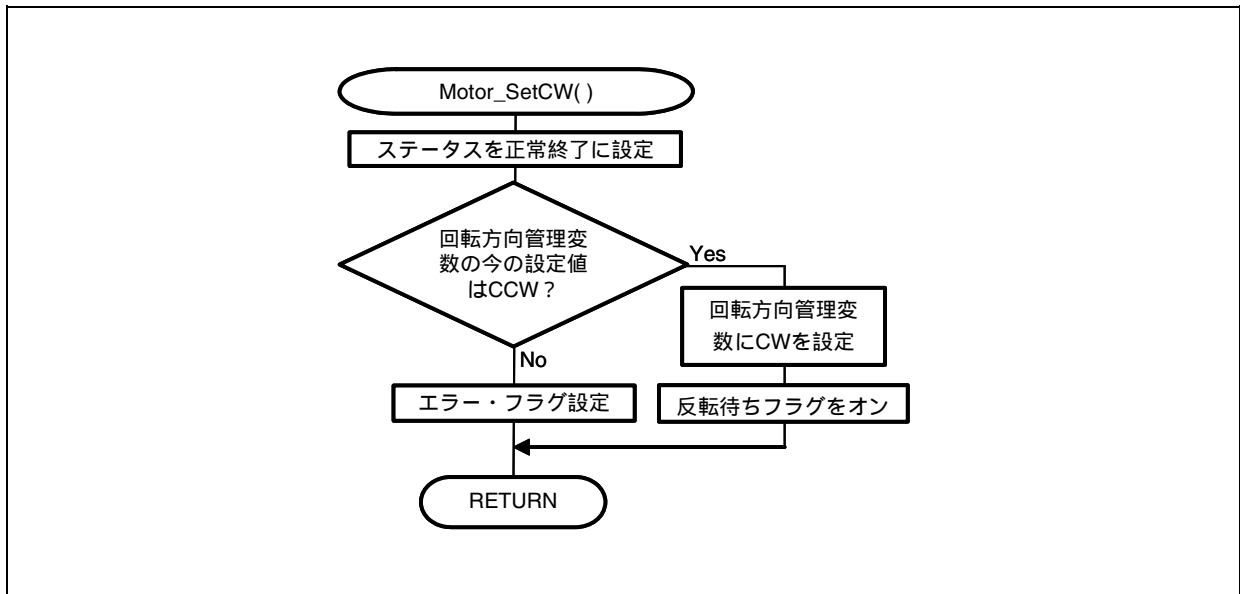 Motor_SetCW( )
ステータスを正常終了に設定
回転方向管理変
数の今の設定値
はCCW？
Yes
回転方向管理変
数にCWを設定
No
エラー・フラグ設定
反転待ちフラグをオン
RETURN